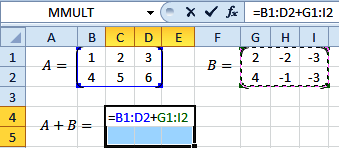 MMULT fx =B1:D2+G1:I2
A B C D E F G H I
1 A = 1 2 3 B = 2 -2 -3
2 4 5 6 4 -1 -3
3
4 A + B = =B1:D2+G1:I2
5